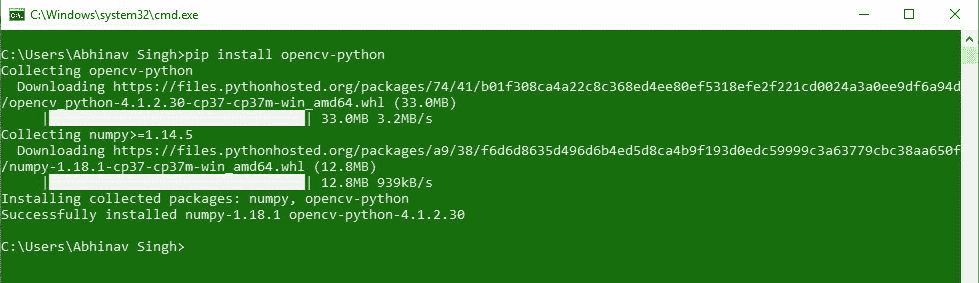 C:\Windows\system32\cmd.exe
C:\Users\Abhinav Singh>pip install opencv-python
Collecting opencv-python
Downloading https://files.pythonhosted.org/packages/74/41/b01f308ca4a22c8c368ed4ee80ef5318efe2f221cd0024a3a0ee9df6a94d
/opencv_python-4.1.2.30-cp37-cp37m-win_amd64.whl (33.0MB)
|| 33.0MB 3.2MB/s
Collecting numpy>=1.14.5
Downloading https://files.pythonhosted.org/packages/a9/38/f6d6d8635d496d6b4ed5d8ca4b9f193d0edc59999c3a63779cbc38aa650f
/numpy-1.18.1-cp37-cp37m-win_amd64.whl (12.8MB)
|| 12.8MB 939kB/s
Installing collected packages: numpy, opencv-python
Successfully installed numpy-1.18.1 opencv-python-4.1.2.30
C:\Users\Abhinav Singh>